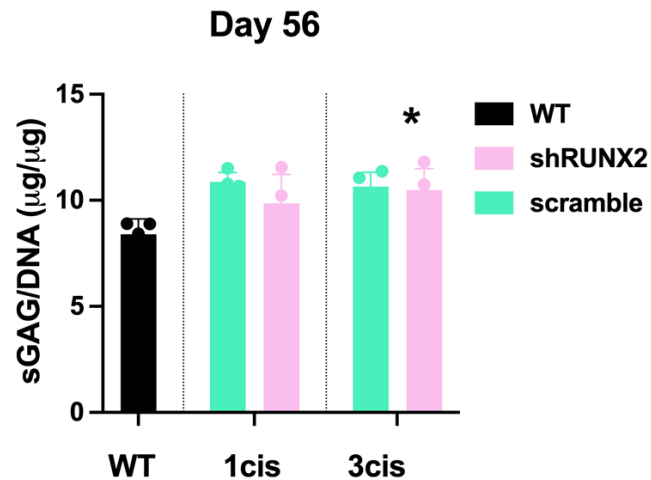 Day 56
sGAG/DNA (µg/µg)
15
10
5
0
*
WT
1cis
3cis
WT
shRUNX2
scramble